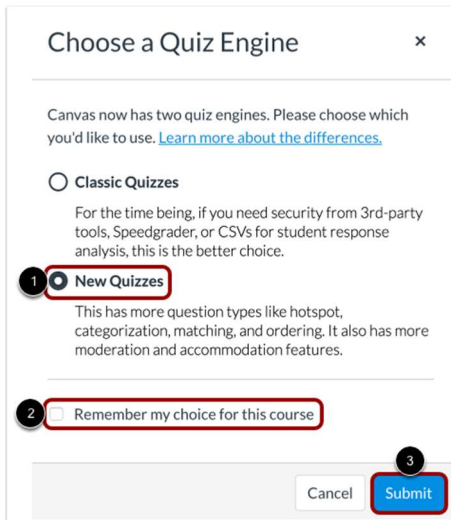 Choose a Quiz Engine ×
Canvas now has two quiz engines. Please choose which
you'd like to use. Learn more about the differences.
Classic Quizzes
For the time being, if you need security from 3rd-party
tools, Speedgrader, or CSVs for student response
analysis, this is the better choice.
1 New Quizzes
This has more question types like hotspot,
categorization, matching, and ordering. It also has more
moderation and accommodation features.
2 Remember my choice for this course
3
Cancel Submit